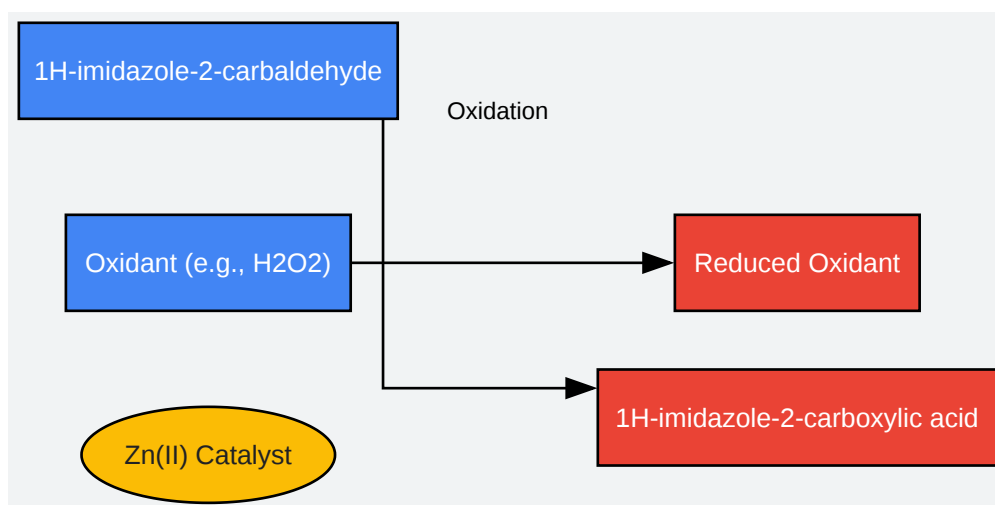 1H-imidazole-2-carbaldehyde
Oxidation
Oxidant (e.g., H2O2)
Reduced Oxidant
1H-imidazole-2-carboxylic acid
Zn(II) Catalyst